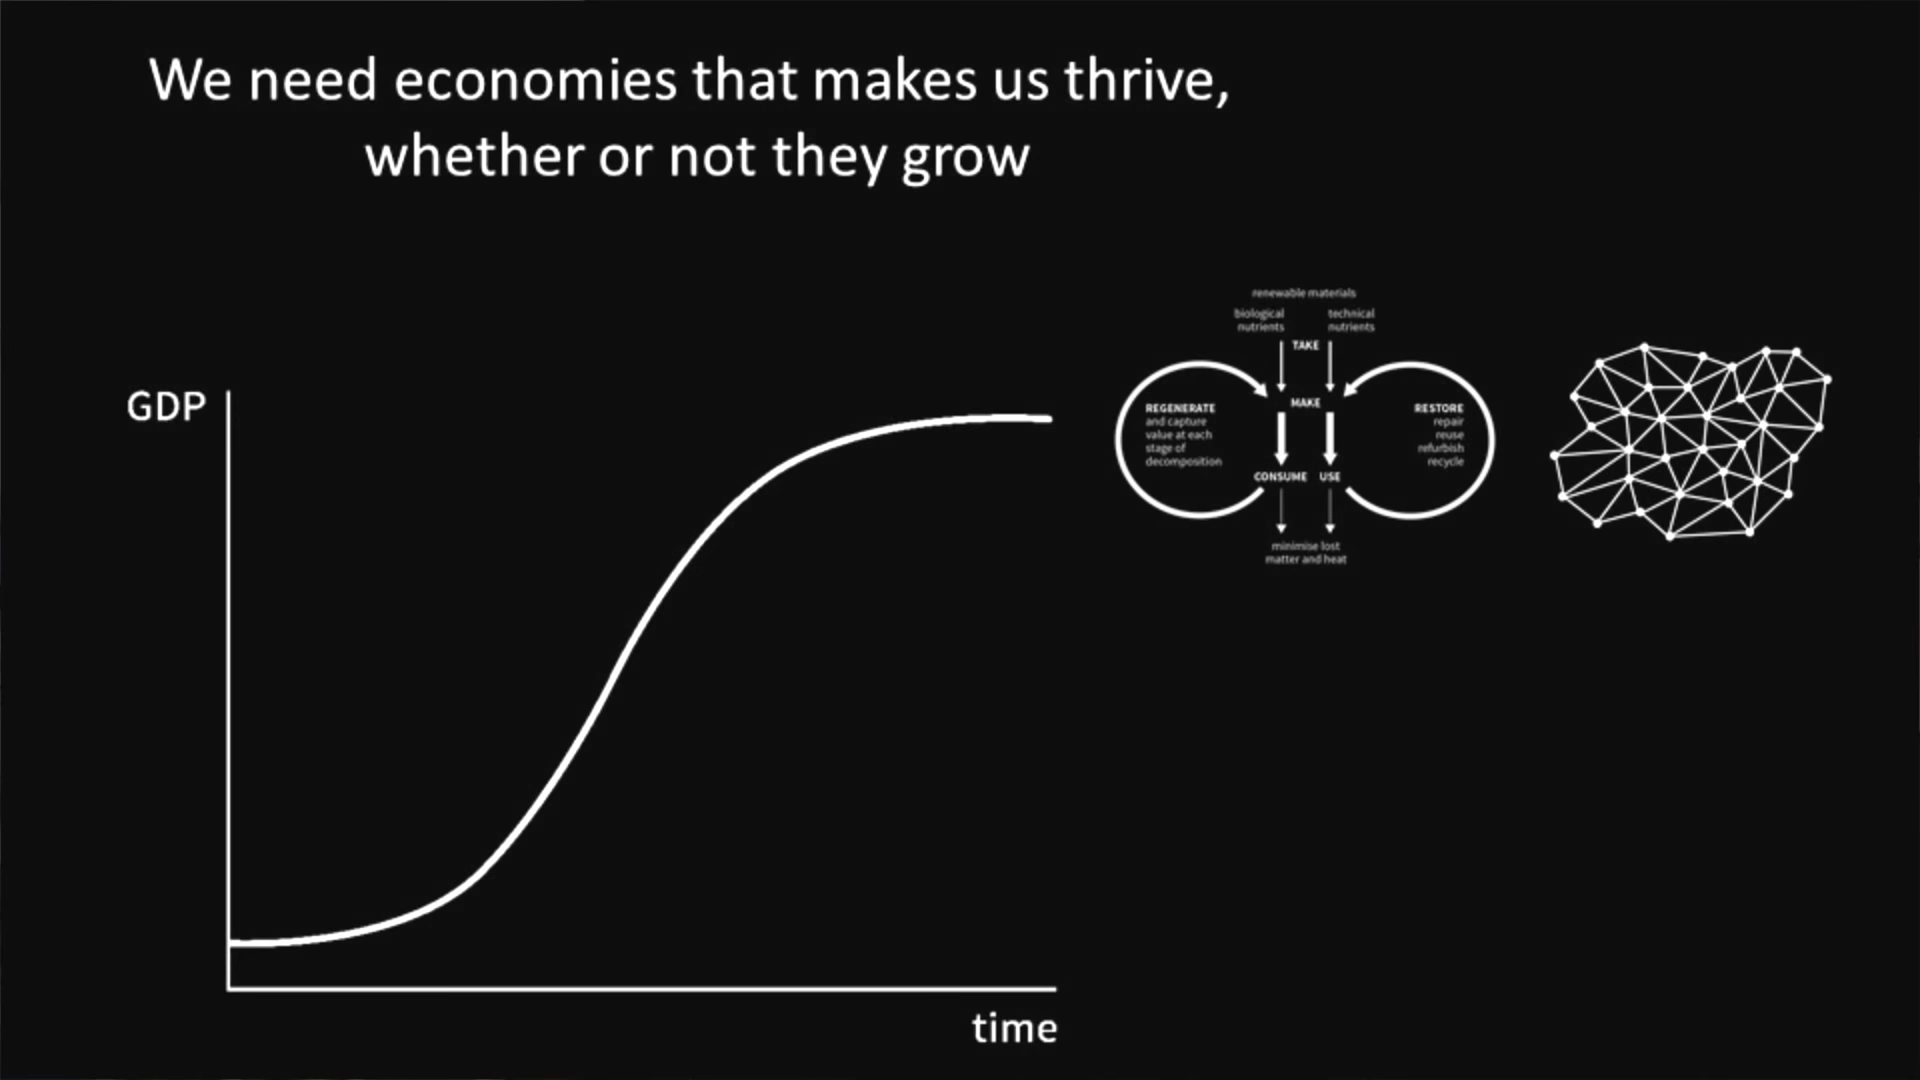 We need economies that makes us thrive,
whether or not they grow
GDP
time
renewable materials
biological
nutrients
technical
nutrients
TAKE
MAKE
REGENERATE
and capture
value at each
stage of
decomposition
RESTORE
repair
reuse
refurbish
recycle
CONSUME USE
minimise lost
matter and heat